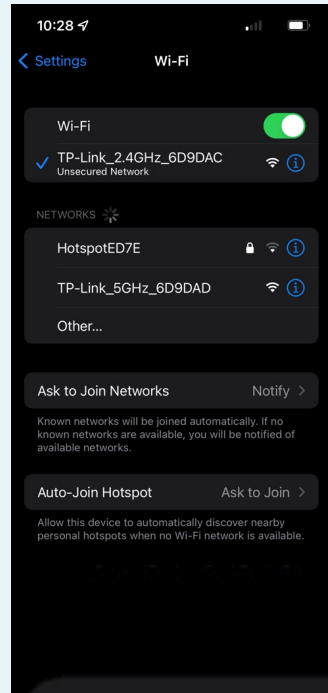 10:28
Settings
Wi-Fi
Wi-Fi
TP-Link_2.4GHz_6D9DAC
Unsecured Network
NETWORKS
HotspotED7E
TP-Link_5GHz_6D9DAD
Other...
Ask to Join Networks
Notify
Known networks will be joined automatically. If no
known networks are available, you will be notified of
available networks.
Auto-Join Hotspot
Ask to Join
Allow this device to automatically discover nearby
personal hotspots when no Wi-Fi network is available.